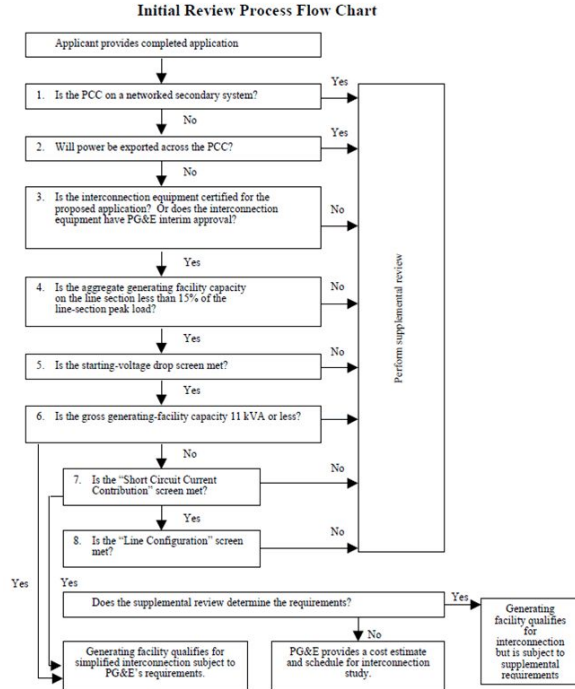 Initial Review Process Flow Chart
Applicant provides completed application
Yes
1. Is the PCC on a networked secondary system?
No
Yes
2. Will power be exported across the PCC?
No
3. Is the interconnection equipment certified for the
proposed application? Or does the interconnection
equipment have PG&E interim approval?
No
Yes
4. Is the aggregate generating facility capacity
on the line section less than 15% of the
line-section peak load?
No
Yes
5. Is the starting-voltage drop screen met?
No
Yes
6. Is the gross generating-facility capacity 11 kVA or less?
No
7. Is the “Short Circuit Current
Contribution” screen met?
No
Yes
8. Is the “Line Configuration” screen
met?
No
Perform supplemental review
Yes
Yes
Does the supplemental review determine the requirements?
Yes
No
Generating
facility qualifies
for
interconnection
but is subject to
supplemental
requirements
Generating facility qualifies for
simplified interconnection subject to
PG&E’s requirements.
PG&E provides a cost estimate
and schedule for interconnection
study.